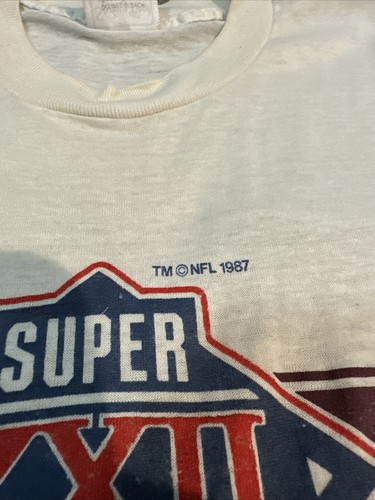 TM © NFL 1987
SUPER
XXII